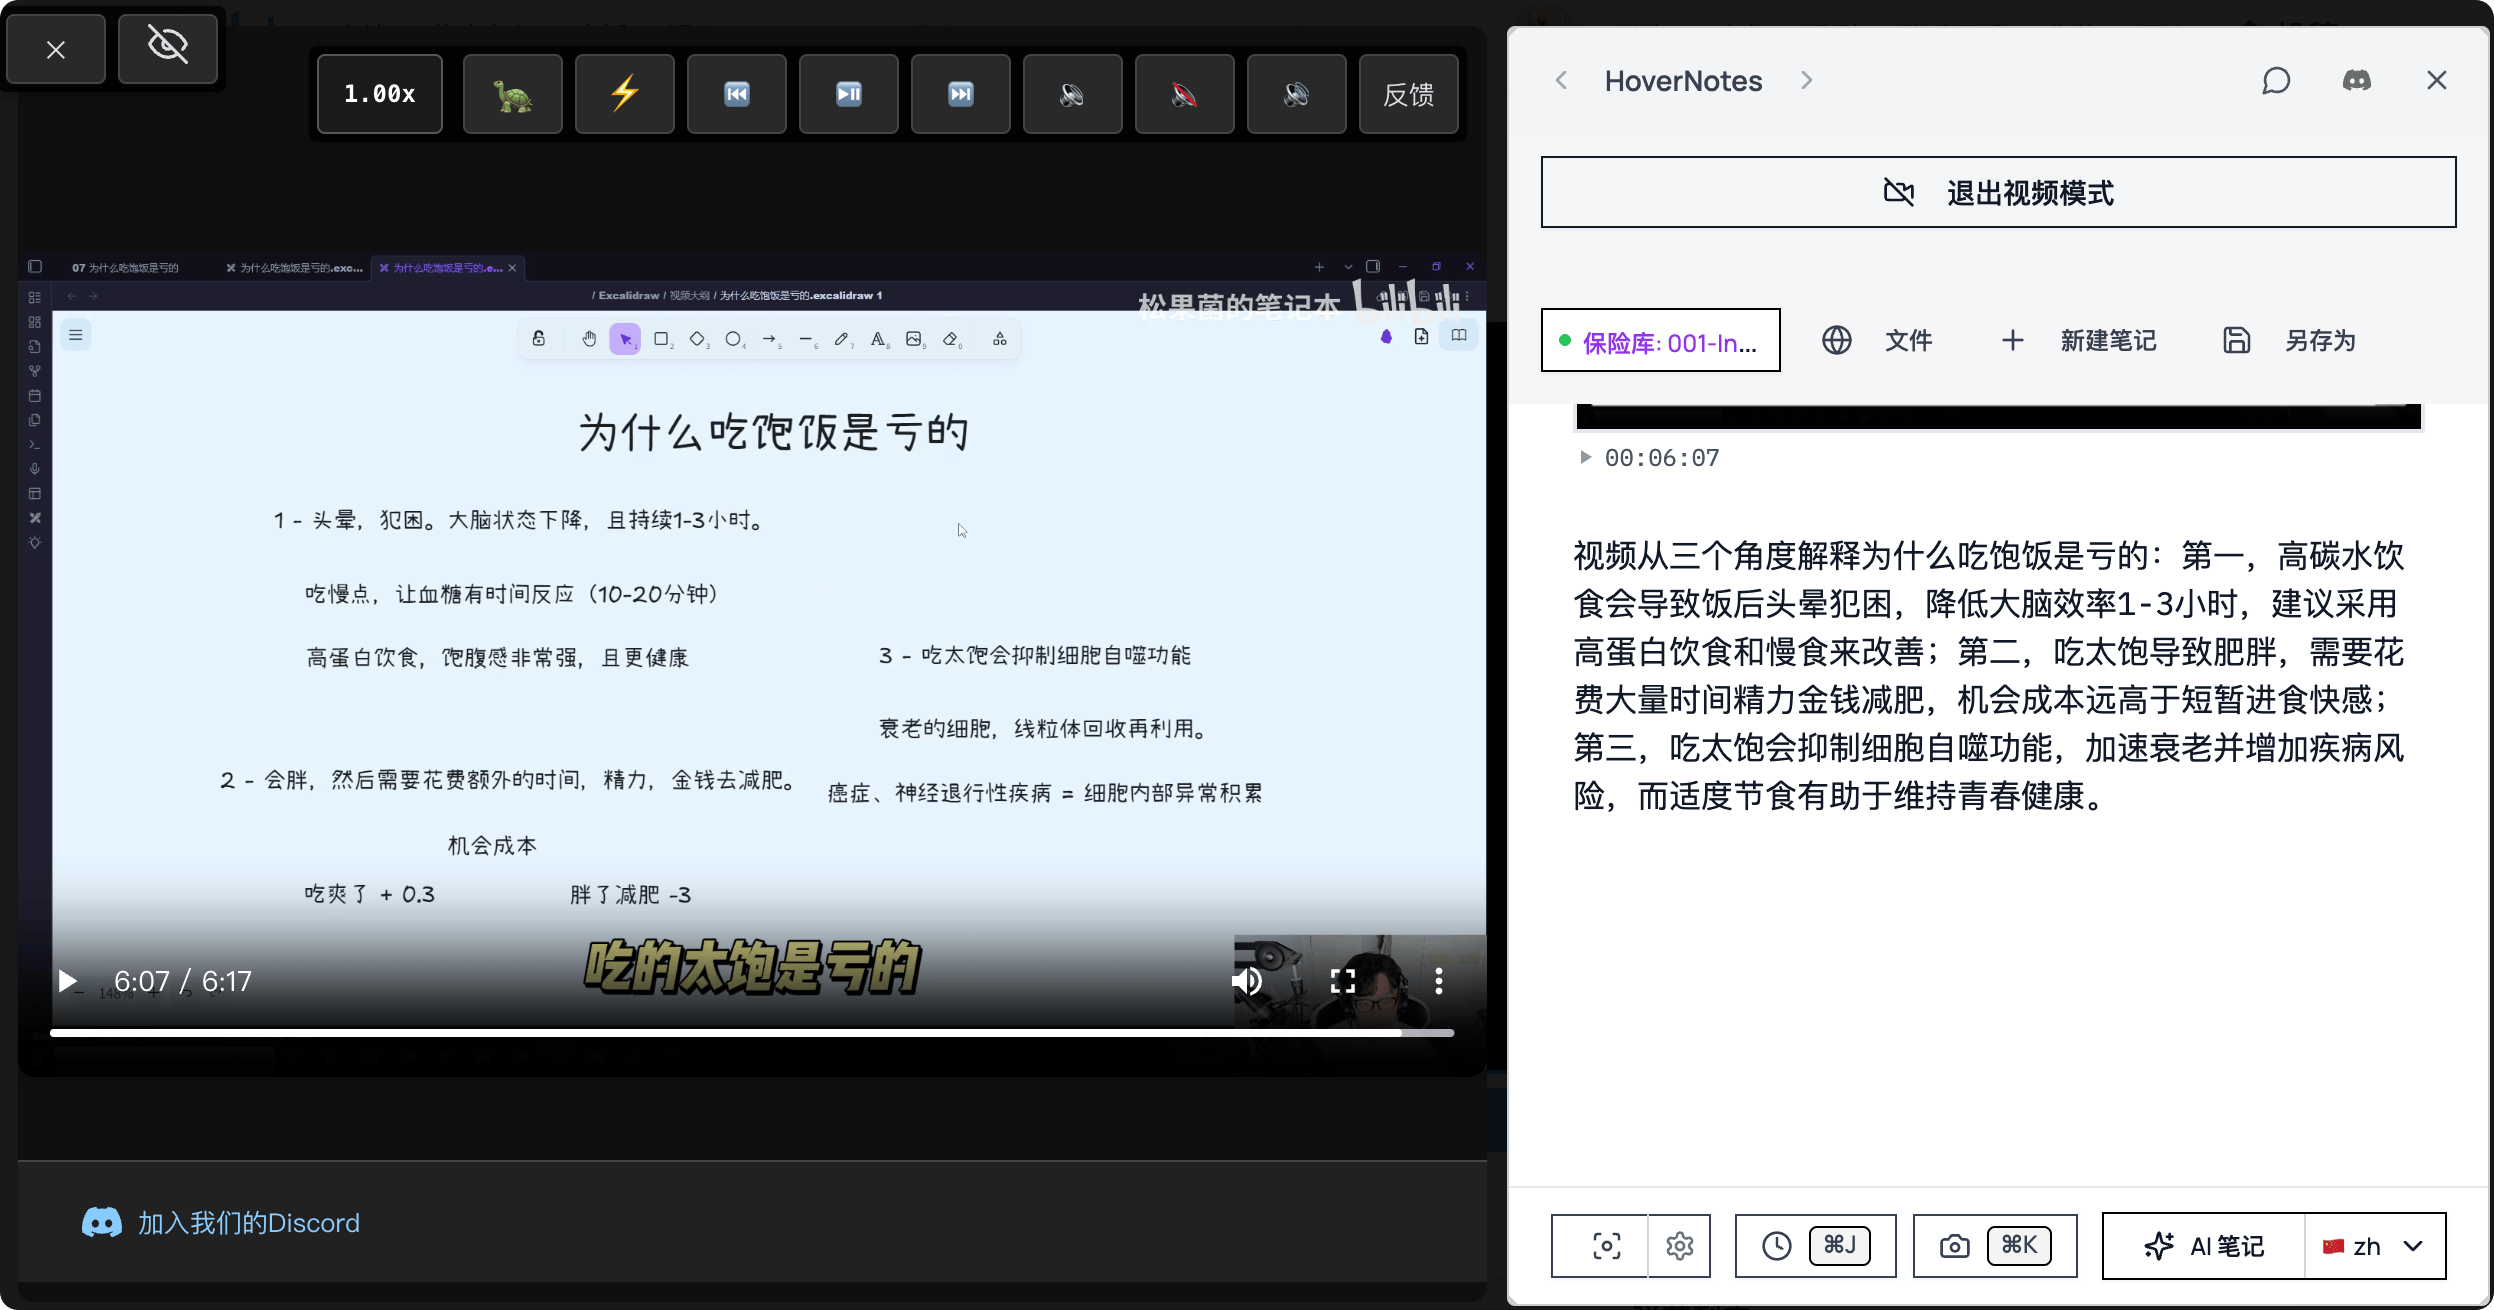 1.00x
反馈
07 为什么吃饱饭是亏的
为什么吃饱饭是亏的.exc...
为什么吃饱饭是亏的.e...
/ Excalidraw / 视频大纲 / 为什么吃饱饭是亏的.excalidraw 1
松果菌的笔记本 bilibili
为什么吃饱饭是亏的
1 - 头晕，犯困。大脑状态下降，且持续1-3小时。
吃慢点，让血糖有时间反应（10-20分钟）
高蛋白饮食，饱腹感非常强，且更健康
2 - 会胖，然后需要花费额外的时间，精力，金钱去减肥。
机会成本
吃爽了 + 0.3
胖了减肥 -3
3 - 吃太饱会抑制细胞自噬功能
衰老的细胞，线粒体回收再利用。
癌症、神经退行性疾病 = 细胞内部异常积累
吃的太饱是亏的
6:07 / 6:17
148%
加入我们的Discord
HoverNotes
退出视频模式
保险库: 001-In...
文件
新建笔记
另存为
00:06:07
视频从三个角度解释为什么吃饱饭是亏的：第一，高碳水饮
食会导致饭后头晕犯困，降低大脑效率1-3小时，建议采用
高蛋白饮食和慢食来改善；第二，吃太饱导致肥胖，需要花
费大量时间精力金钱减肥，机会成本远高于短暂进食快感；
第三，吃太饱会抑制细胞自噬功能，加速衰老并增加疾病风
险，而适度节食有助于维持青春健康。
⌘J
⌘K
AI 笔记
zh